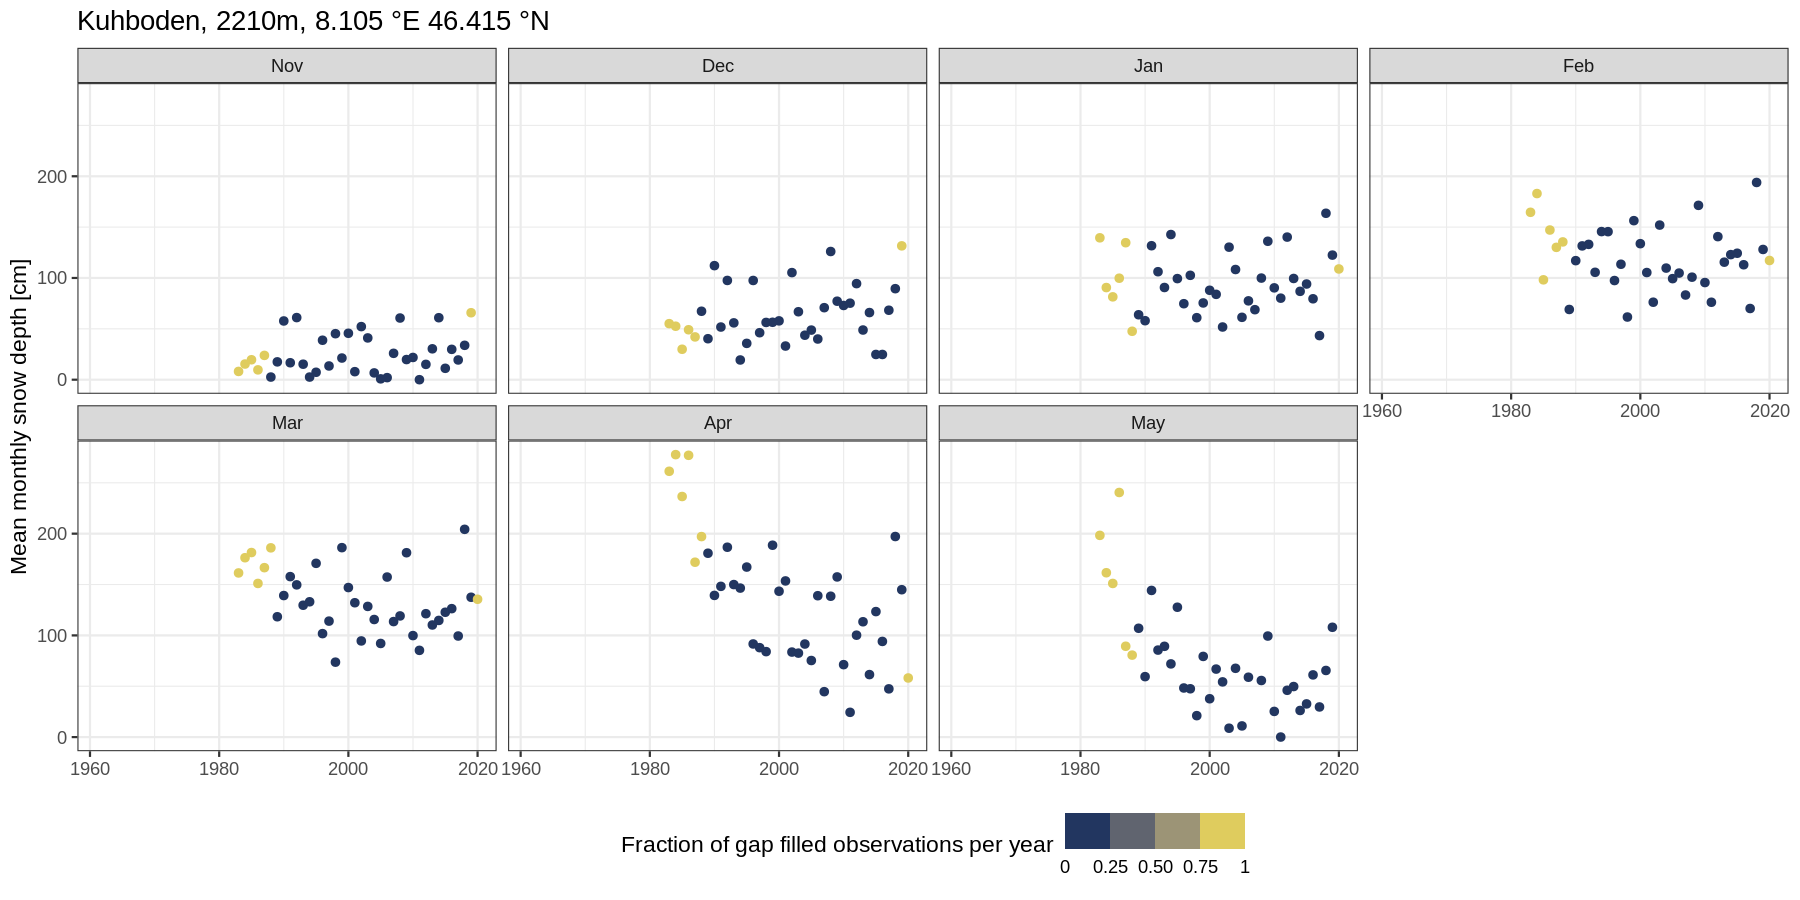 Kuhboden, 2210m, 8.105 °E 46.415 °N
Nov
Dec
Jan
Feb
Mean monthly snow depth [cm]
200
100
0
1960 1980 2000 2020
Mar
Apr
May
200
100
0
1960 1980 2000 2020
1960 1980 2000 2020
1960 1980 2000 2020
Fraction of gap filled observations per year
0 0.25 0.50 0.75 1